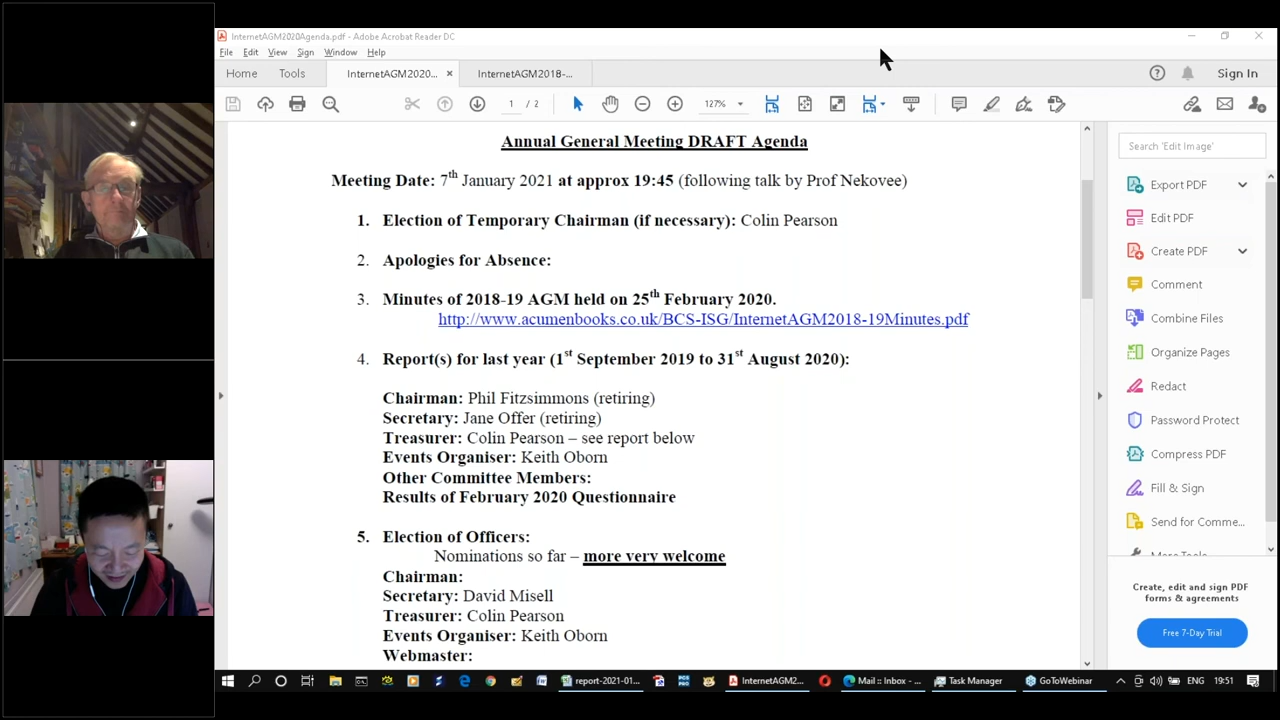 InternetAGM2020Agenda.pdf - Adobe Acrobat Reader DC
File Edit View Sign Window Help
Home Tools InternetAGM2020... × InternetAGM2018-... Sign In
1 / 2 127%
Annual General Meeting DRAFT Agenda
Meeting Date: 7th January 2021 at approx 19:45 (following talk by Prof Nekovee)
1. Election of Temporary Chairman (if necessary): Colin Pearson
2. Apologies for Absence:
3. Minutes of 2018-19 AGM held on 25th February 2020.
http://www.acumenbooks.co.uk/BCS-ISG/InternetAGM2018-19Minutes.pdf
4. Report(s) for last year (1st September 2019 to 31st August 2020):
Chairman: Phil Fitzsimmons (retiring)
Secretary: Jane Offer (retiring)
Treasurer: Colin Pearson – see report below
Events Organiser: Keith Oborn
Other Committee Members:
Results of February 2020 Questionnaire
5. Election of Officers:
Nominations so far – more very welcome
Chairman:
Secretary: David Misell
Treasurer: Colin Pearson
Events Organiser: Keith Oborn
Webmaster:
Search 'Edit Image'
Export PDF
Edit PDF
Create PDF
Comment
Combine Files
Organize Pages
Redact
Password Protect
Compress PDF
Fill & Sign
Send for Comme...
More Tools
Create, edit and sign PDF
forms & agreements
Free 7-Day Trial
report-2021-01... InternetAGM2... Mail :: Inbox - ... Task Manager GoToWebinar ENG 19:51